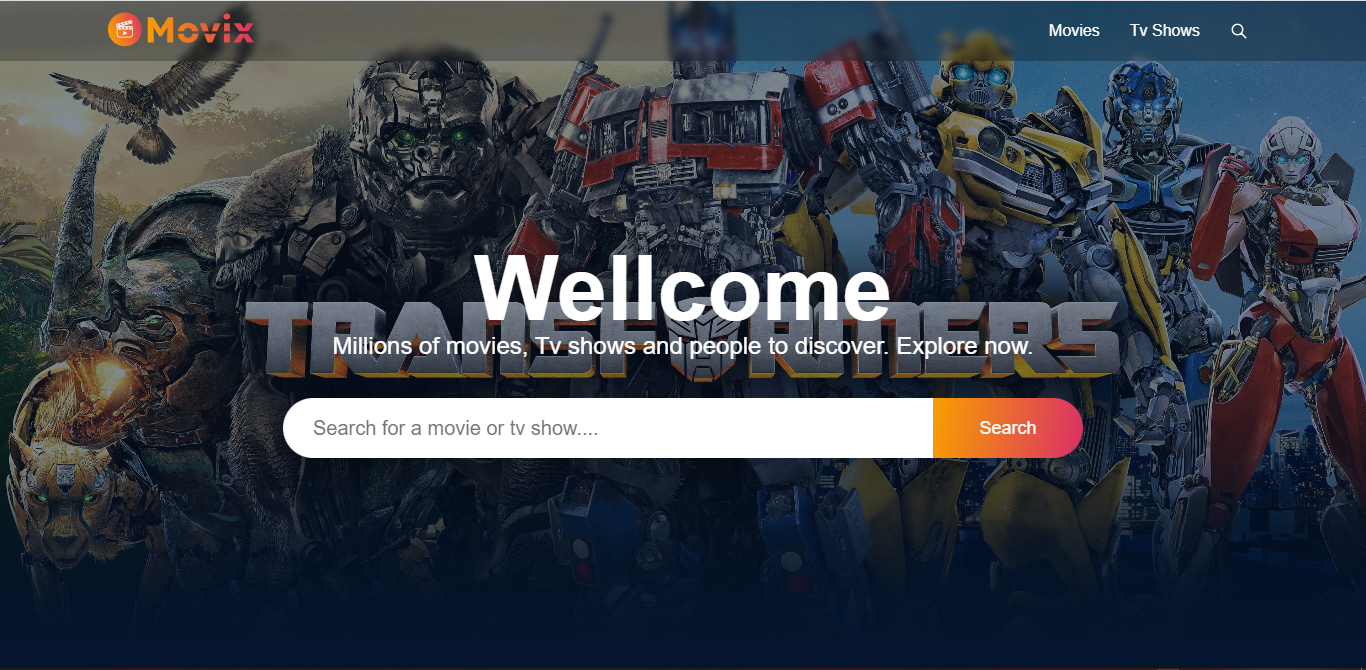 Movix
Movies Tv Shows
Wellcome
TRANSFORMERS
Millions of movies, Tv shows and people to discover. Explore now.
Search for a movie or tv show....
Search